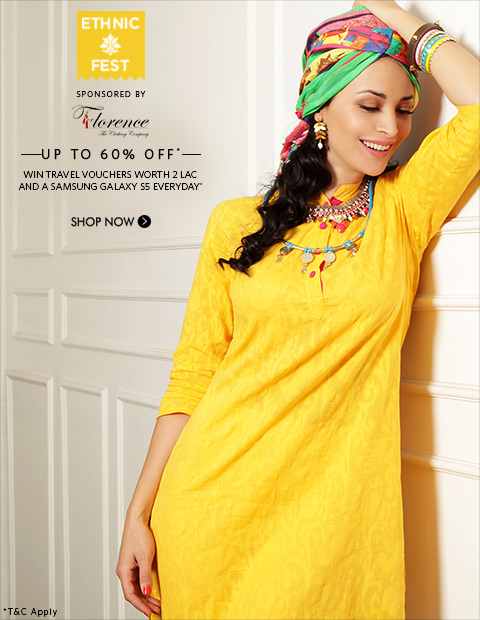 ETHNIC
FEST
SPONSORED BY
Florence
The Clothing Company
UP TO 60% OFF*
WIN TRAVEL VOUCHERS WORTH 2 LAC
AND A SAMSUNG GALAXY S5 EVERYDAY*
SHOP NOW
*T&C Apply